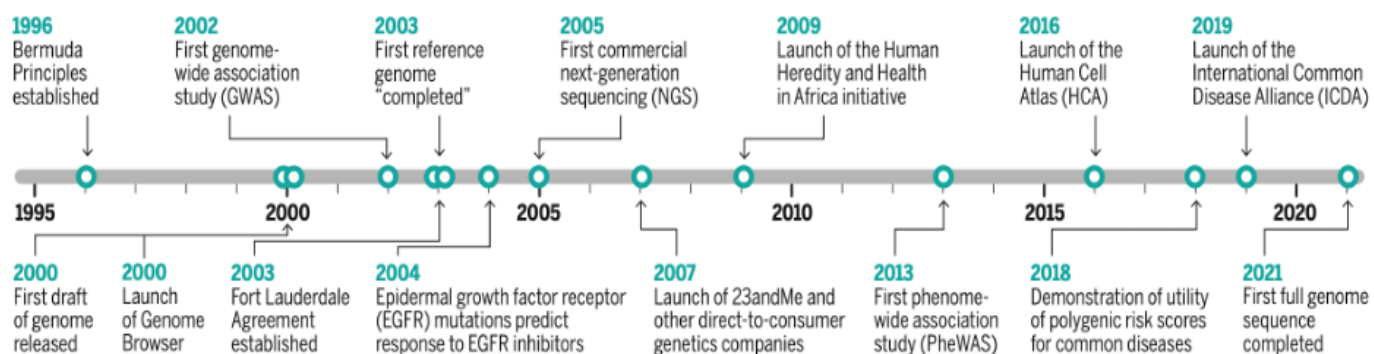 1996
Bermuda
Principles
established
2002
First genome-
wide association
study (GWAS)
2003
First reference
genome
“completed”
2005
First commercial
next-generation
sequencing (NGS)
2009
Launch of the Human
Heredity and Health
in Africa initiative
2016
Launch of the
Human Cell
Atlas (HCA)
2019
Launch of the
International Common
Disease Alliance (ICDA)
1995
2000
2005
2010
2015
2020
2000
First draft
of genome
released
2000
Launch
of Genome
Browser
2003
Fort Lauderdale
Agreement
established
2004
Epidermal growth factor receptor
(EGFR) mutations predict
response to EGFR inhibitors
2007
Launch of 23andMe and
other direct-to-consumer
genetics companies
2013
First phenome-
wide association
study (PheWAS)
2018
Demonstration of utility
of polygenic risk scores
for common diseases
2021
First full genome
sequence
completed